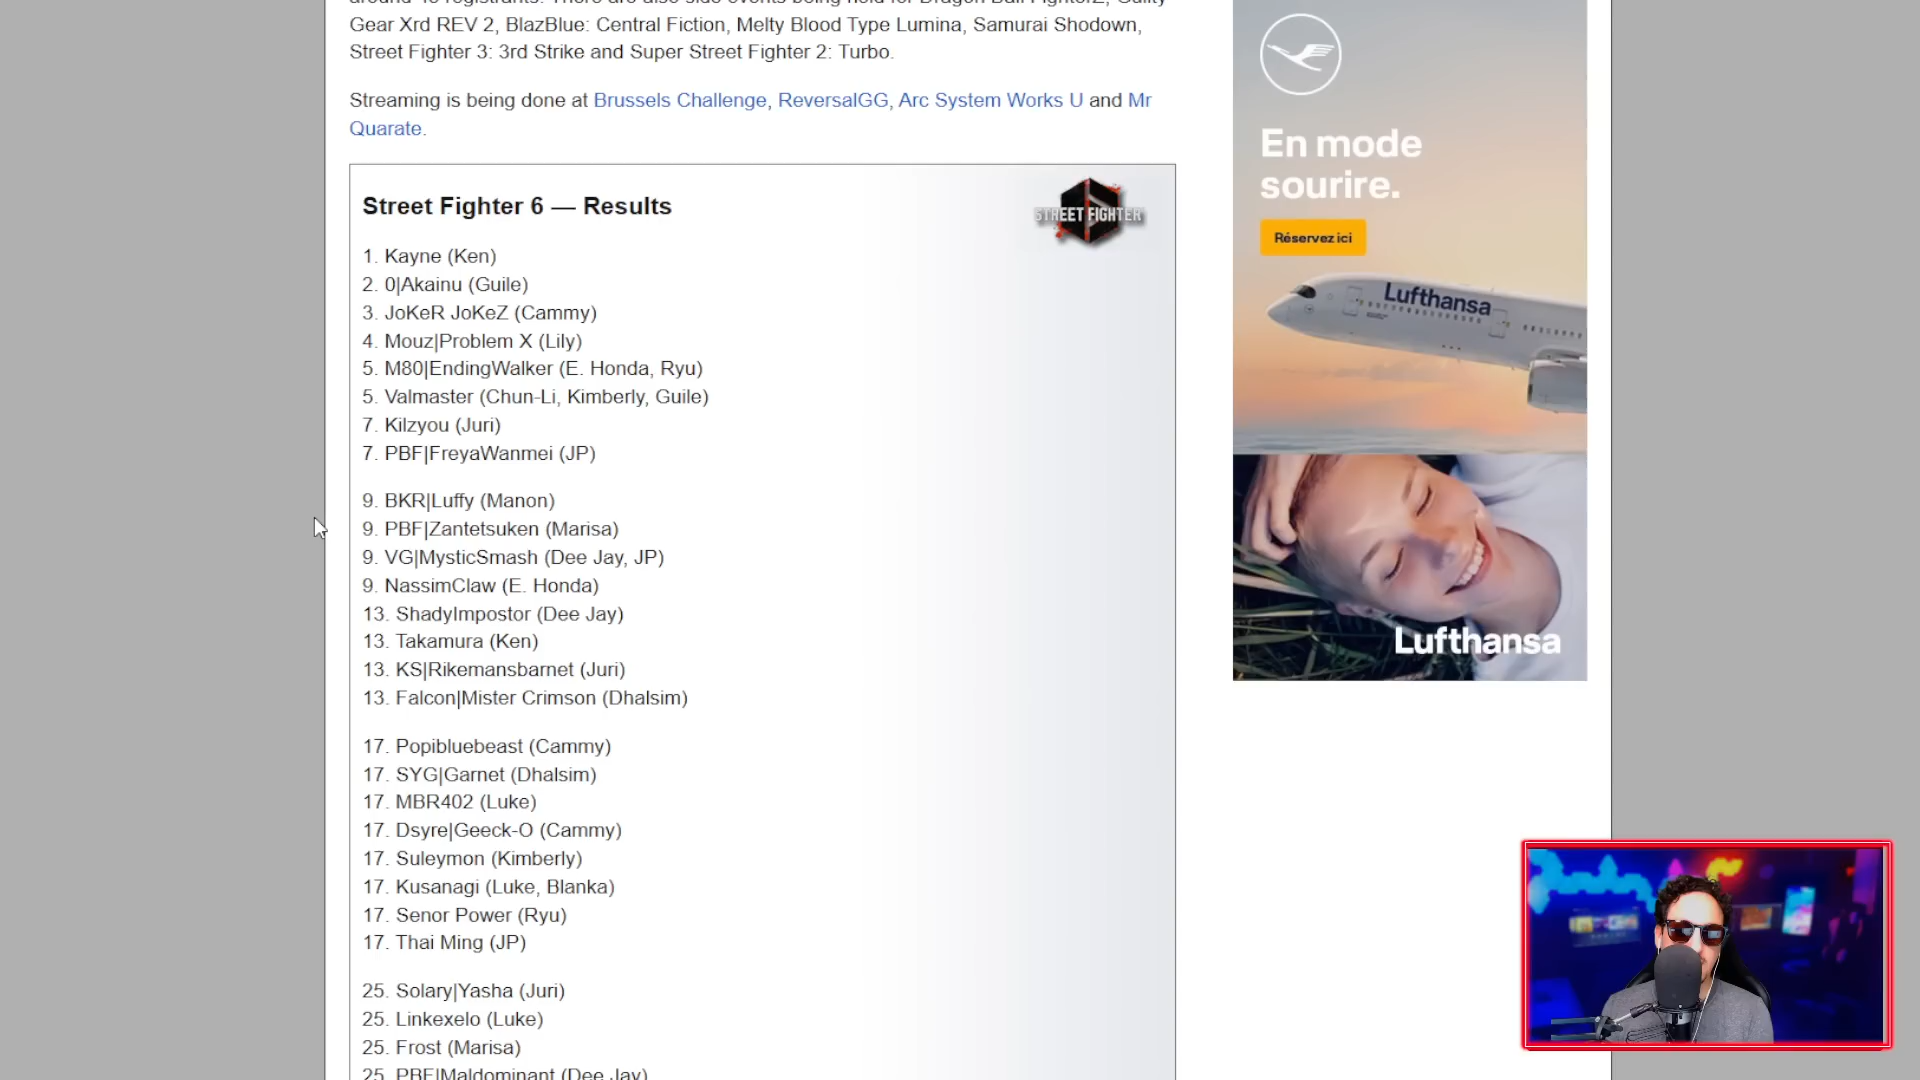 Gear Xrd REV 2, BlazBlue: Central Fiction, Melty Blood Type Lumina, Samurai Shodown,
Street Fighter 3: 3rd Strike and Super Street Fighter 2: Turbo.
Streaming is being done at Brussels Challenge, ReversalGG, Arc System Works U and Mr
Quarate.
Street Fighter 6 — Results
STREET FIGHTER
1. Kayne (Ken)
2. 0|Akainu (Guile)
3. JoKeR JoKeZ (Cammy)
4. Mouz|Problem X (Lily)
5. M80|EndingWalker (E. Honda, Ryu)
5. Valmaster (Chun-Li, Kimberly, Guile)
7. Kilzyou (Juri)
7. PBF|FreyaWanmei (JP)
9. BKR|Luffy (Manon)
9. PBF|Zantetsuken (Marisa)
9. VG|MysticSmash (Dee Jay, JP)
9. NassimClaw (E. Honda)
13. ShadyImpostor (Dee Jay)
13. Takamura (Ken)
13. KS|Rikemansbarnet (Juri)
13. Falcon|Mister Crimson (Dhalsim)
17. Popibluebeast (Cammy)
17. SYG|Garnet (Dhalsim)
17. MBR402 (Luke)
17. Dsyre|Geeck-O (Cammy)
17. Suleymon (Kimberly)
17. Kusanagi (Luke, Blanka)
17. Senor Power (Ryu)
17. Thai Ming (JP)
25. Solary|Yasha (Juri)
25. Linkexelo (Luke)
25. Frost (Marisa)
25. PBF|Maldominant (Dee Jay)
En mode
sourire.
Réservez ici
Lufthansa
Lufthansa